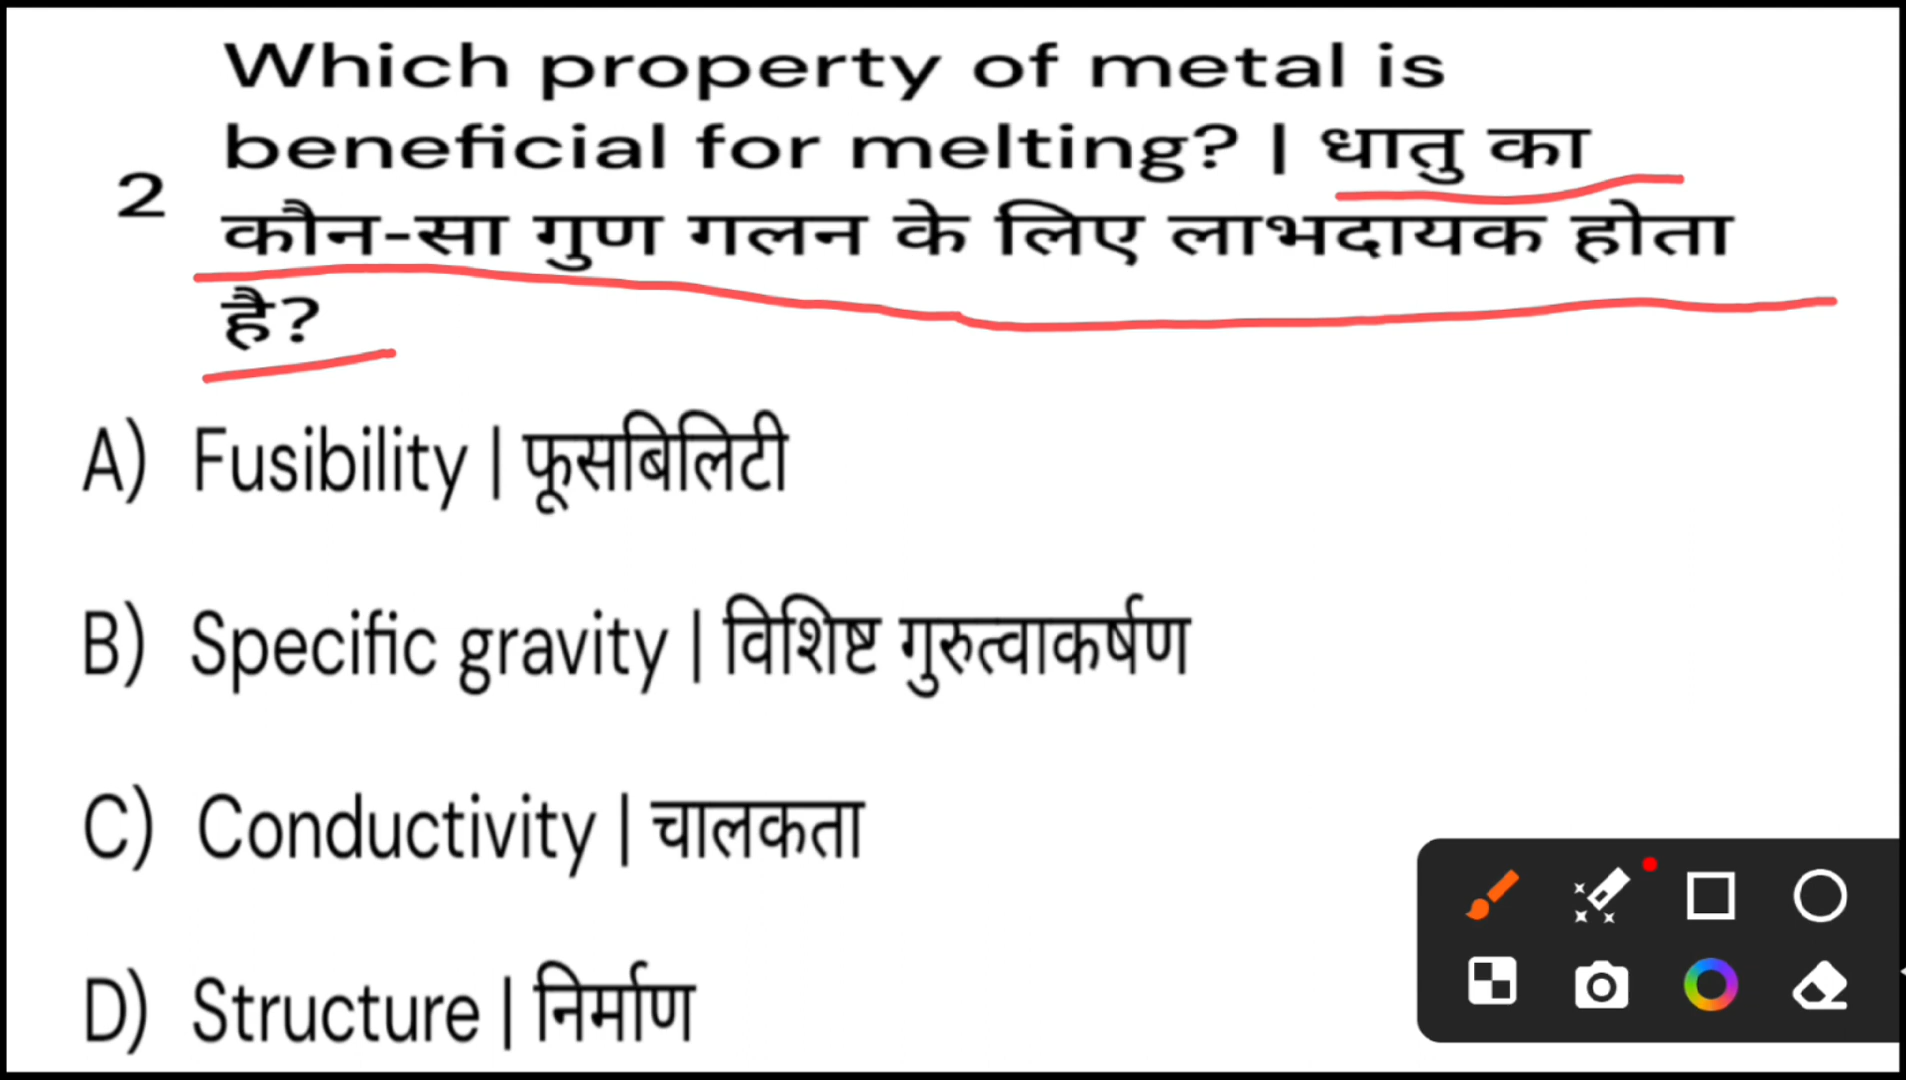 Which property of metal is
beneficial for melting? | धातु का
2 कौन-सा गुण गलन के लिए लाभदायक होता
है?
A) Fusibility | फूसबिलिटी
B) Specific gravity | विशिष्ट गुरुत्वाकर्षण
C) Conductivity | चालकता
D) Structure | निर्माण